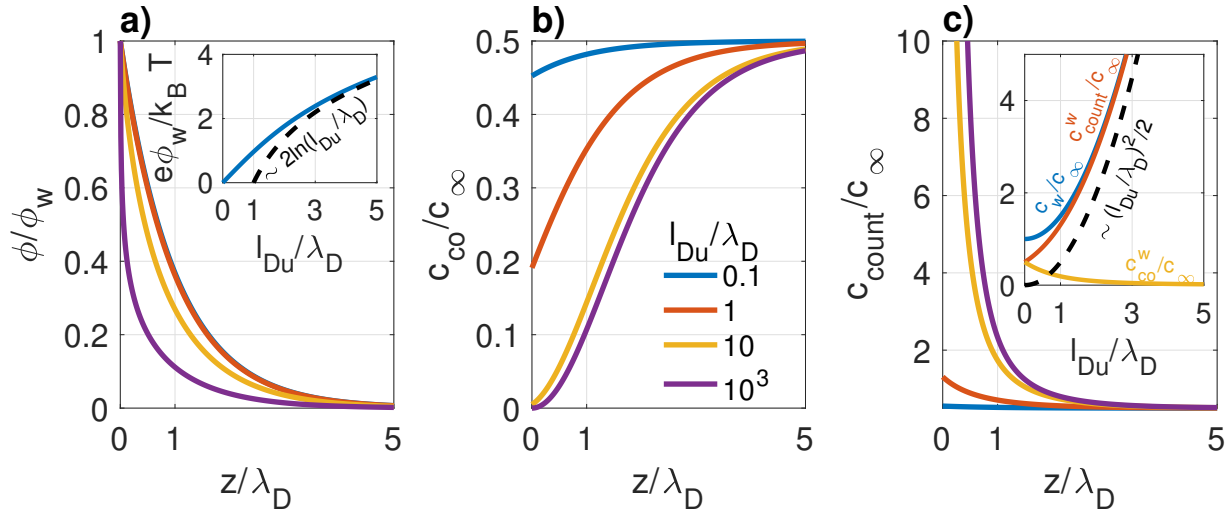 a)
1
0.8
0.6
0.4
0.2
0
0 1 5
ϕ/ϕ_w
z/λ_D
4
2
0
0 1 3 5
eϕ_w/k_B T
l_Du/λ_D
~ 2ln(l_Du/λ_D)
b)
0.5
0.4
0.3
0.2
0.1
0
0 1 5
c_co/c_∞
z/λ_D
l_Du/λ_D
0.1
1
10
10^3
c)
10
8
6
4
2
0 1 5
c_count/c_∞
z/λ_D
4
2
0
0 1 3 5
l_Du/λ_D
c_w/c_∞
c^w_count/c_∞
~ (l_Du/λ_D)^2/2
c^w_co/c_∞